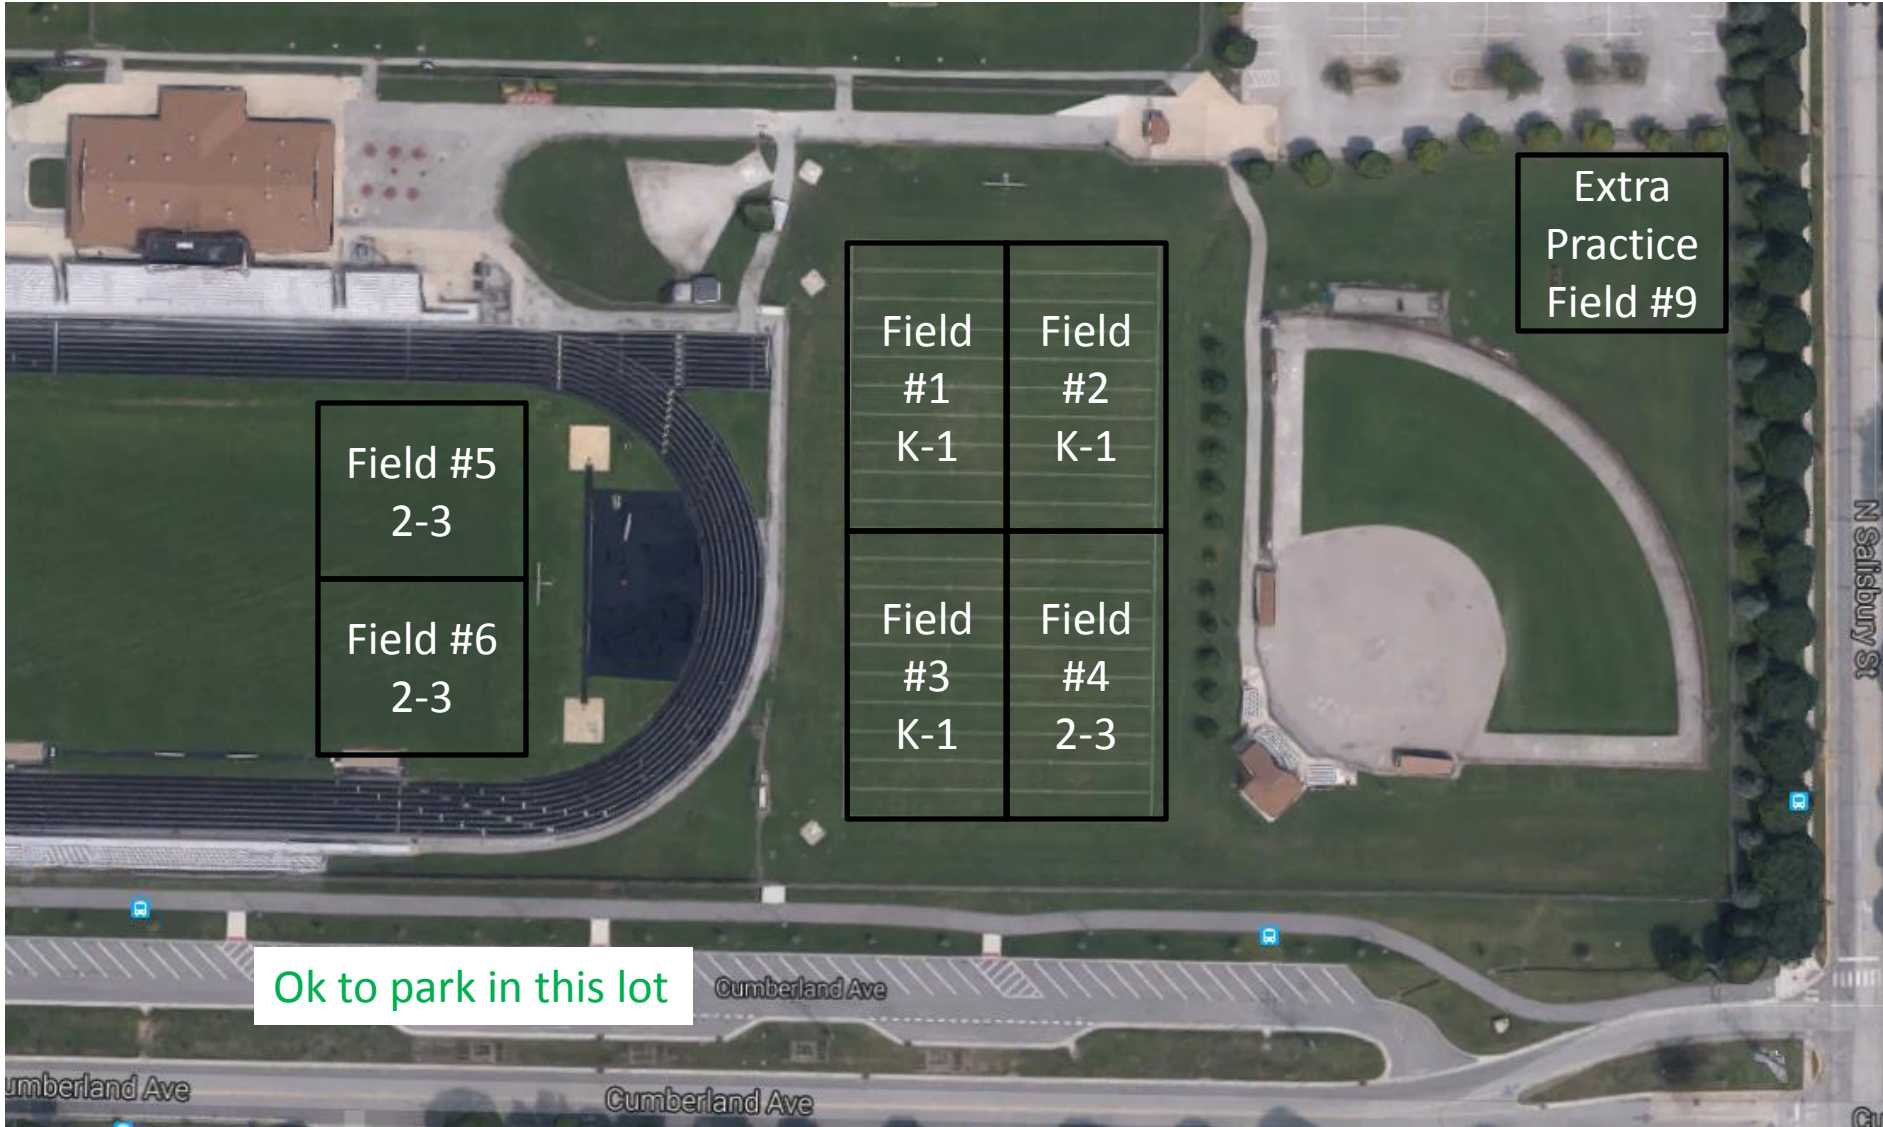 Extra
Practice
Field #9
Field
#1
K-1
Field
#2
K-1
Field #5
2-3
Field #6
2-3
Field
#3
K-1
Field
#4
2-3
N Salisbury St
Ok to park in this lot
Cumberland Ave
umberland Ave
Cumberland Ave
Cu